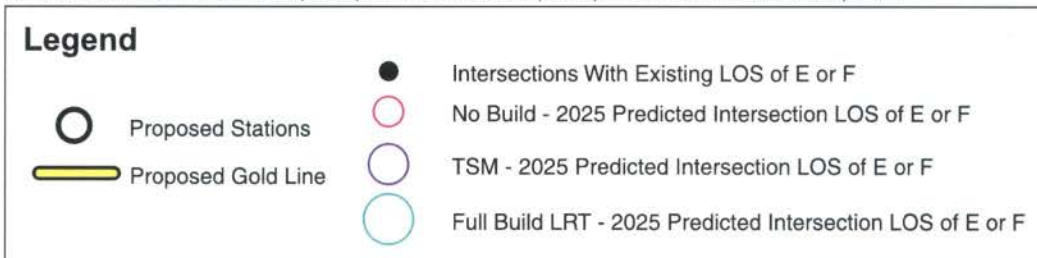 Legend
Proposed Stations
Proposed Gold Line
Intersections With Existing LOS of E or F
No Build - 2025 Predicted Intersection LOS of E or F
TSM - 2025 Predicted Intersection LOS of E or F
Full Build LRT - 2025 Predicted Intersection LOS of E or F